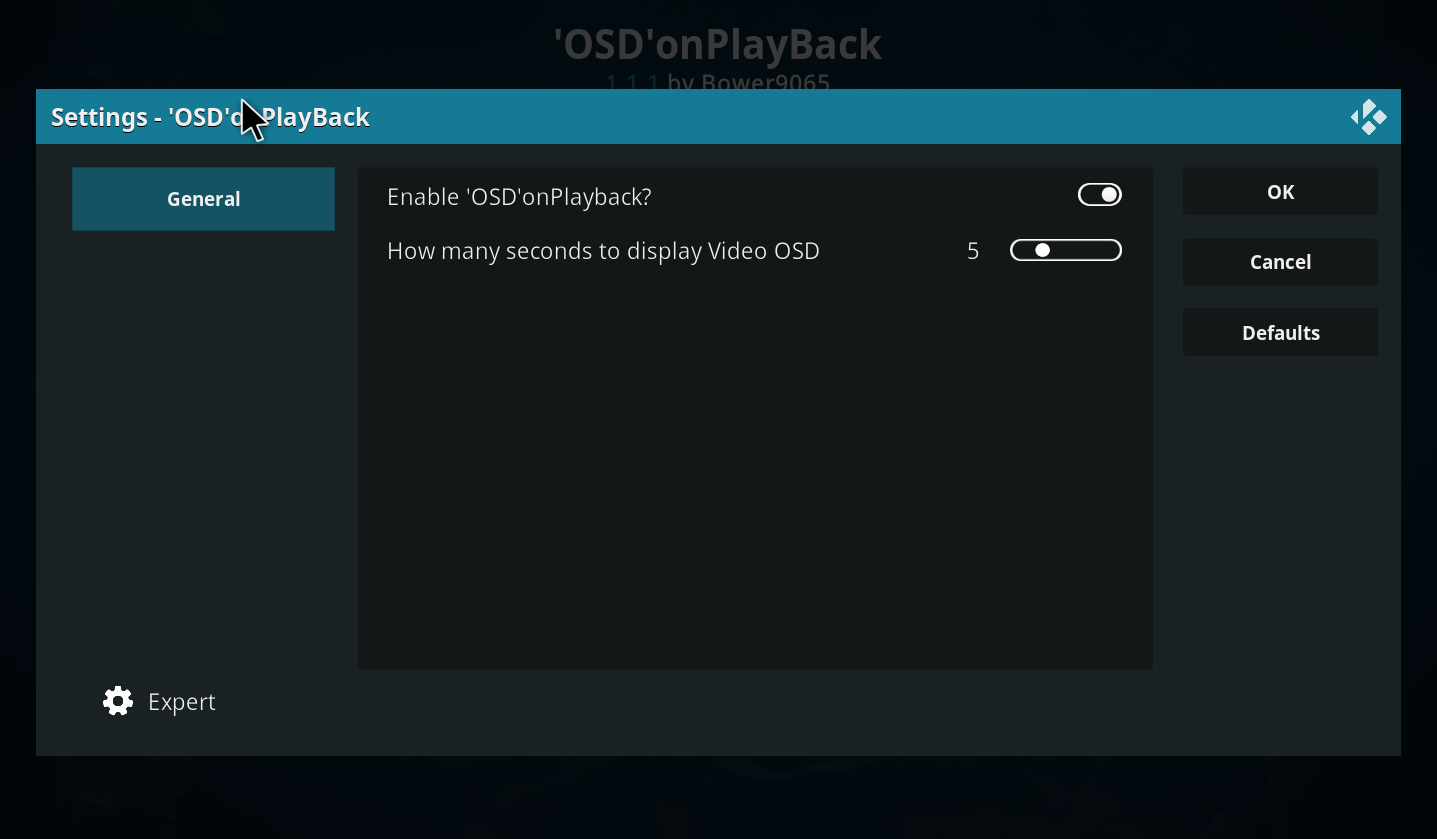 'OSD'onPlayBack
1.1.1 by Bower9065
Settings - 'OSD'onPlayBack
General
Enable 'OSD'onPlayback?
How many seconds to display Video OSD 5
OK
Cancel
Defaults
Expert